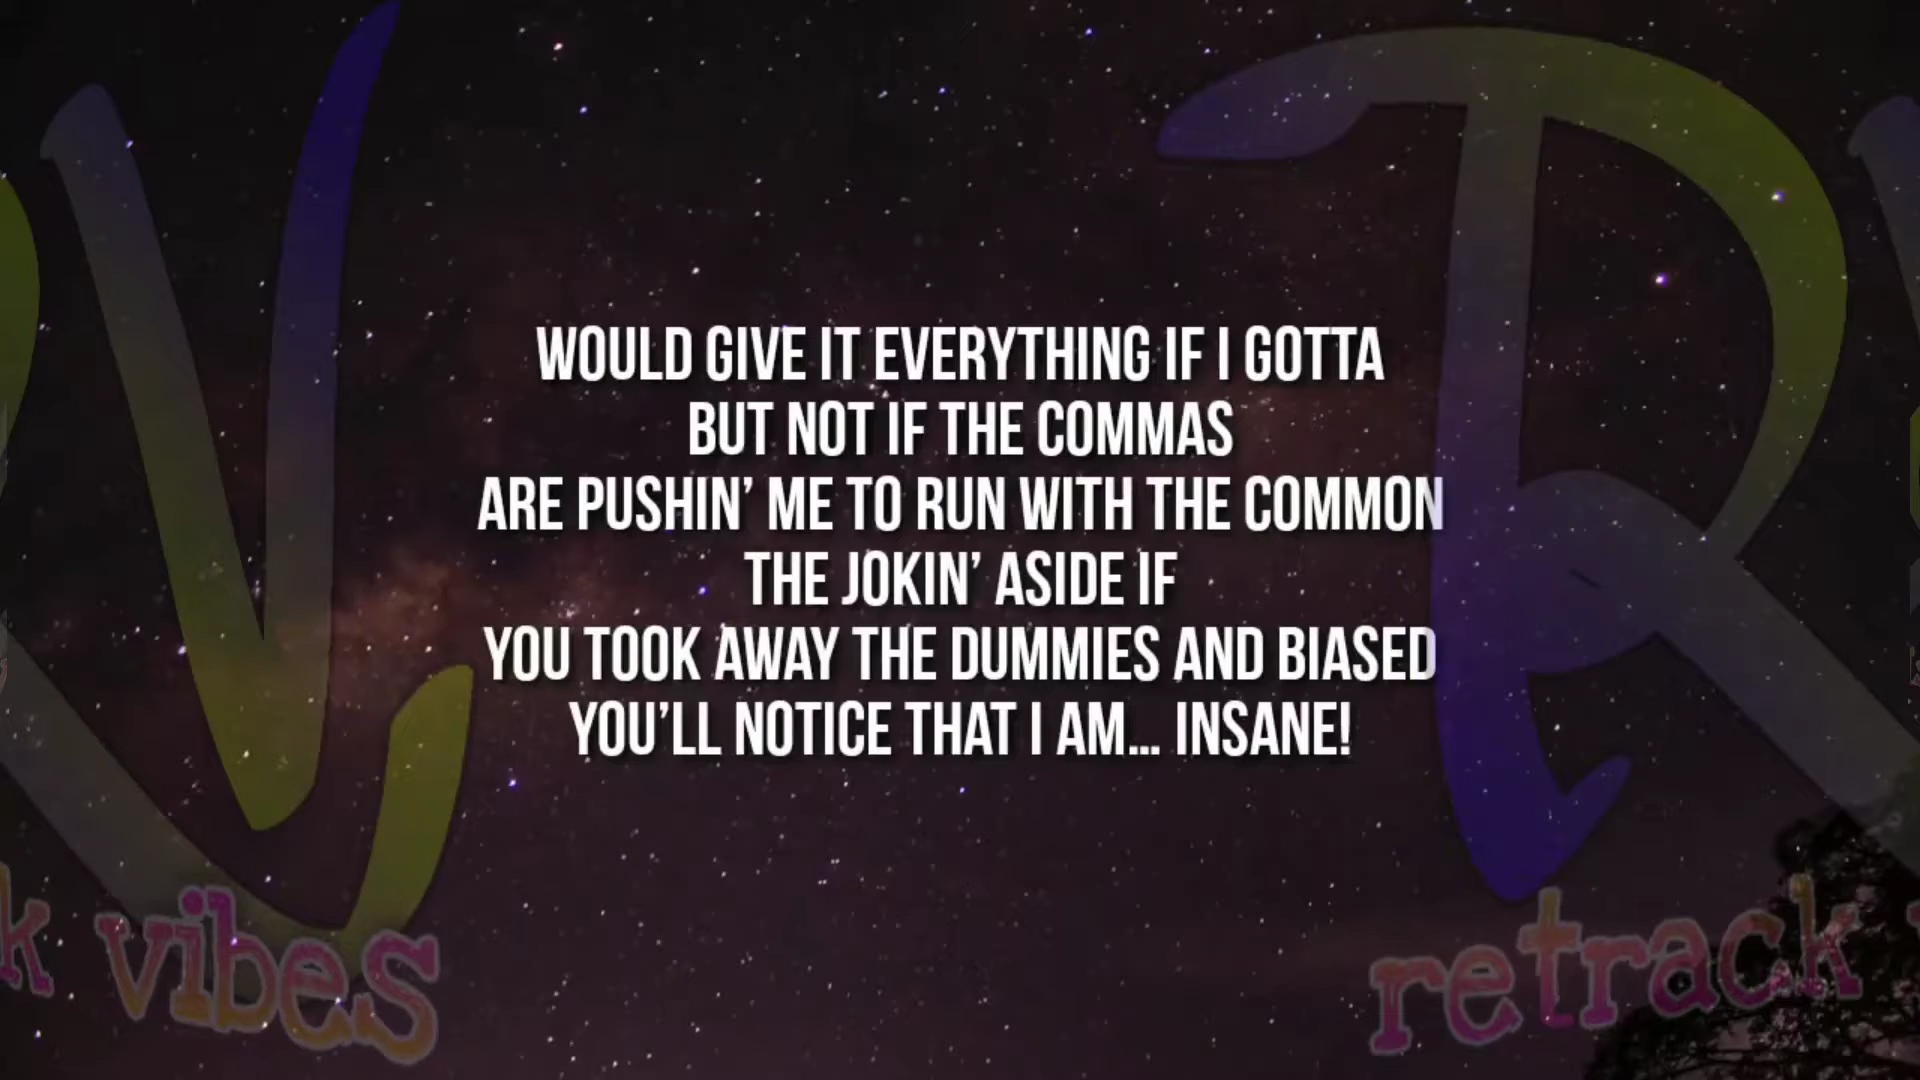 WOULD GIVE IT EVERYTHING IF I GOTTA
BUT NOT IF THE COMMAS
ARE PUSHIN’ ME TO RUN WITH THE COMMON
THE JOKIN’ ASIDE IF
YOU TOOK AWAY THE DUMMIES AND BIASED
YOU’LL NOTICE THAT I AM... INSANE!
k vibes
retrack